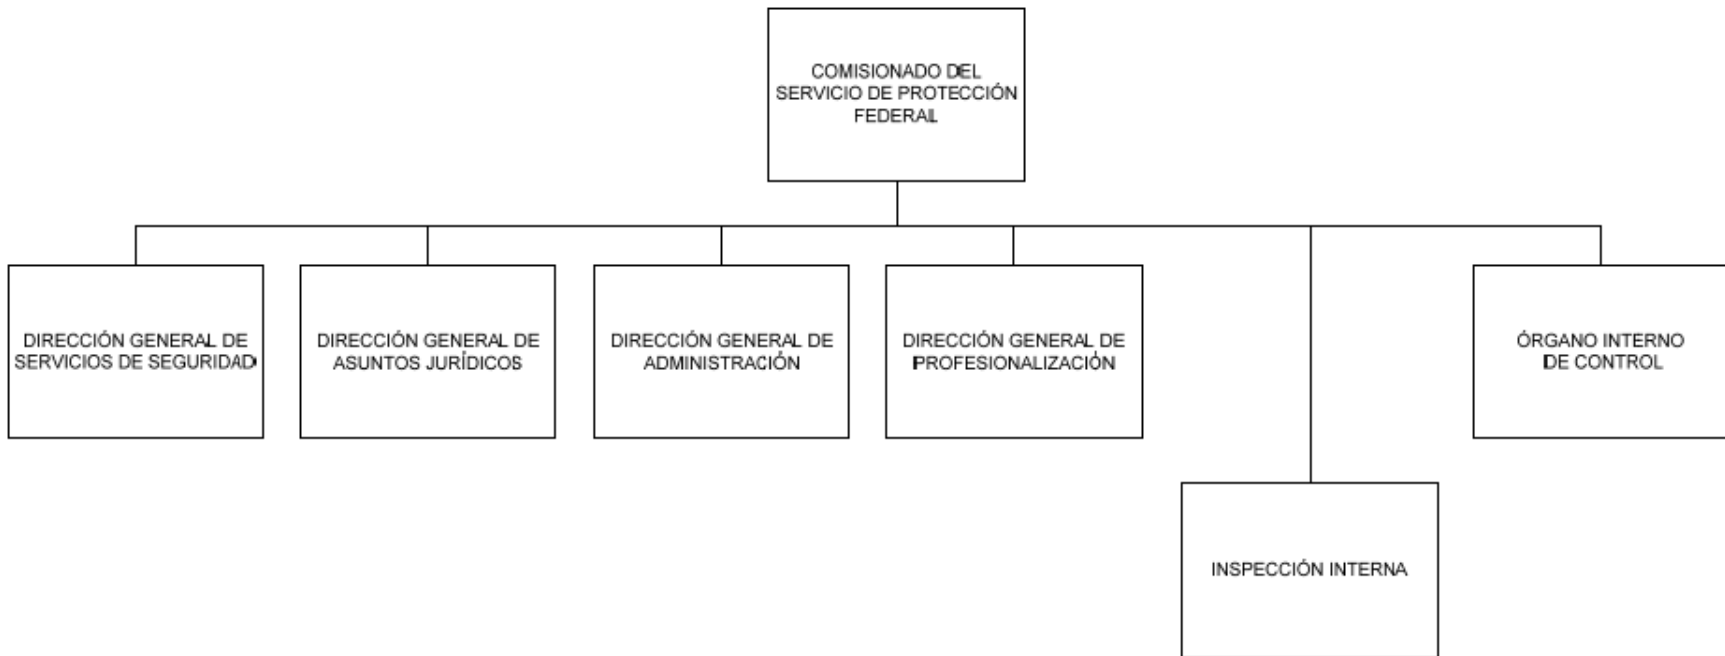 COMISIONADO DEL
SERVICIO DE PROTECCIÓN
FEDERAL
DIRECCIÓN GENERAL DE
SERVICIOS DE SEGURIDAD
DIRECCIÓN GENERAL DE
ASUNTOS JURÍDICOS
DIRECCIÓN GENERAL DE
ADMINISTRACIÓN
DIRECCIÓN GENERAL DE
PROFESIONALIZACIÓN
ÓRGANO INTERNO
DE CONTROL
INSPECCIÓN INTERNA